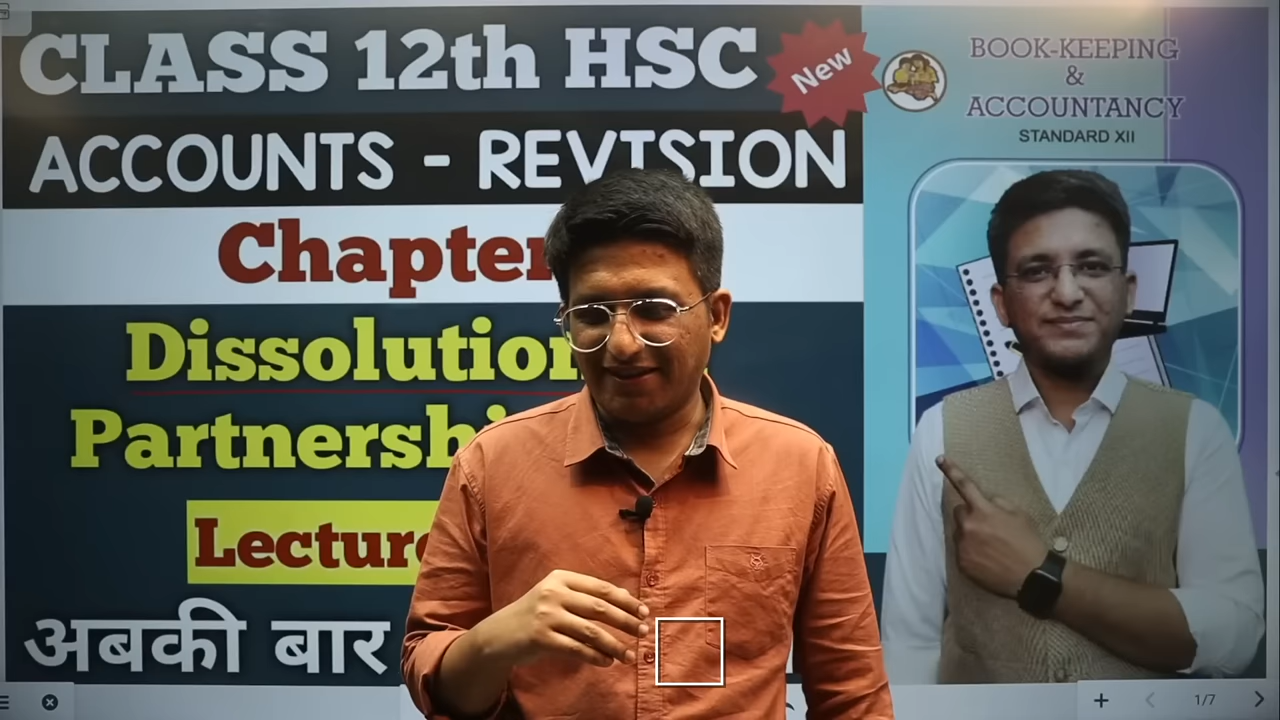 CLASS 12th HSC
New
ACCOUNTS - REVISION
Chapter
Dissolution
Partnership
Lecture
अबकी बार
BOOK-KEEPING
&
ACCOUNTANCY
STANDARD XII
1/7